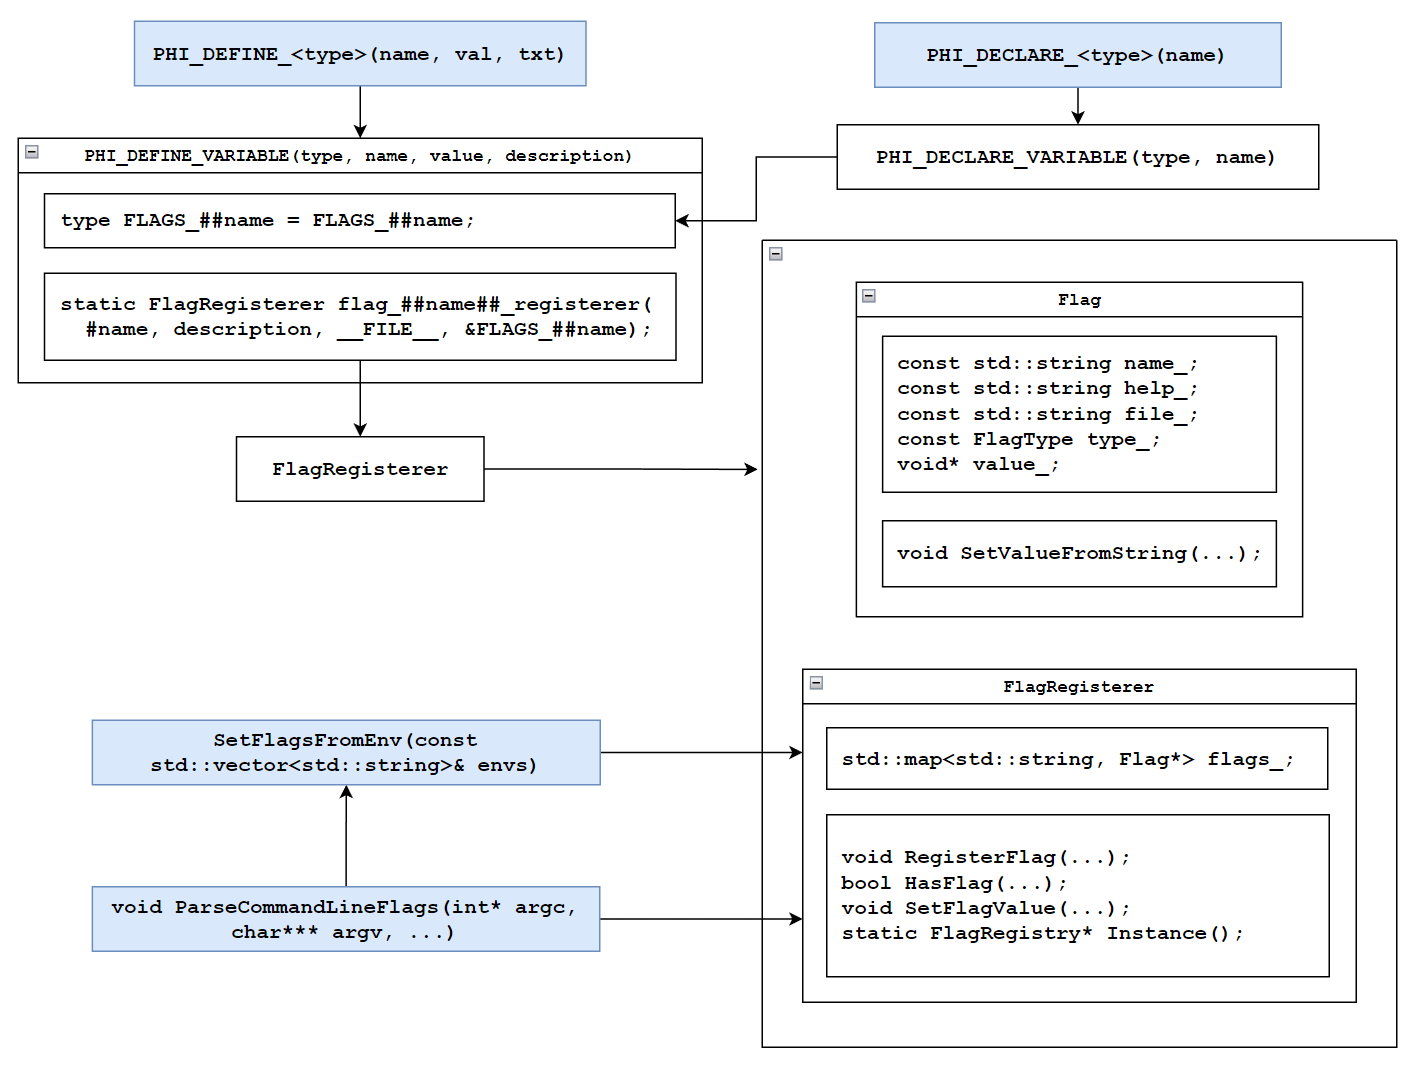 PHI_DEFINE_<type>(name, val, txt)
PHI_DECLARE_<type>(name)
PHI_DEFINE_VARIABLE(type, name, value, description)
type FLAGS_##name = FLAGS_##name;
static FlagRegisterer flag_##name##_registerer(
#name, description, __FILE__, &FLAGS_##name);
PHI_DECLARE_VARIABLE(type, name)
FlagRegisterer
Flag
const std::string name_;
const std::string help_;
const std::string file_;
const FlagType type_;
void* value_;
void SetValueFromString(...);
FlagRegisterer
std::map<std::string, Flag*> flags_;
void RegisterFlag(...);
bool HasFlag(...);
void SetFlagValue(...);
static FlagRegistry* Instance();
SetFlagsFromEnv(const
std::vector<std::string>& envs)
void ParseCommandLineFlags(int* argc,
char*** argv, ...)